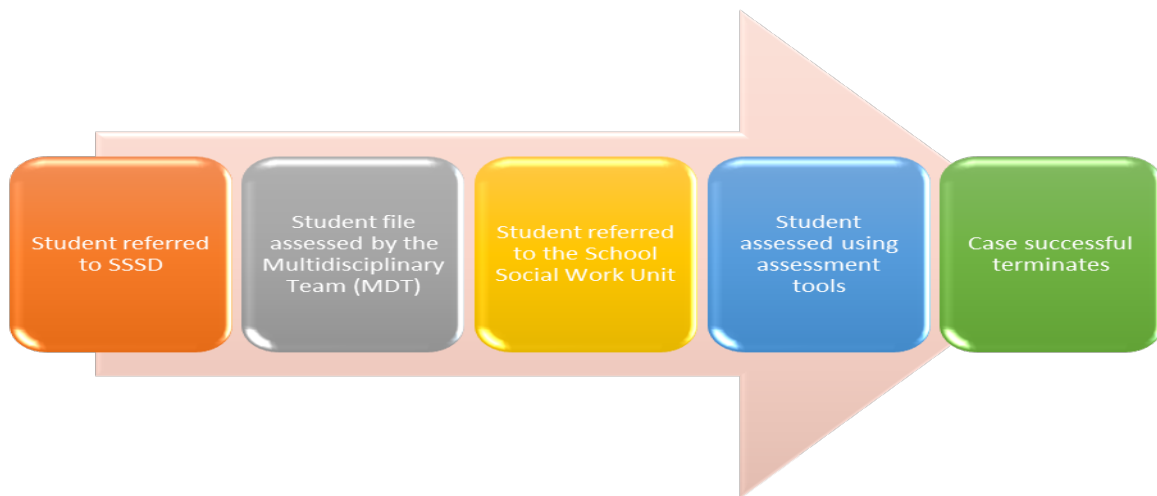 Student referred
to SSSD
Student file
assessed by the
Multidisciplinary
Team (MDT)
Student referred
to the School
Social Work Unit
Student
assessed using
assessment
tools
Case successful
terminates